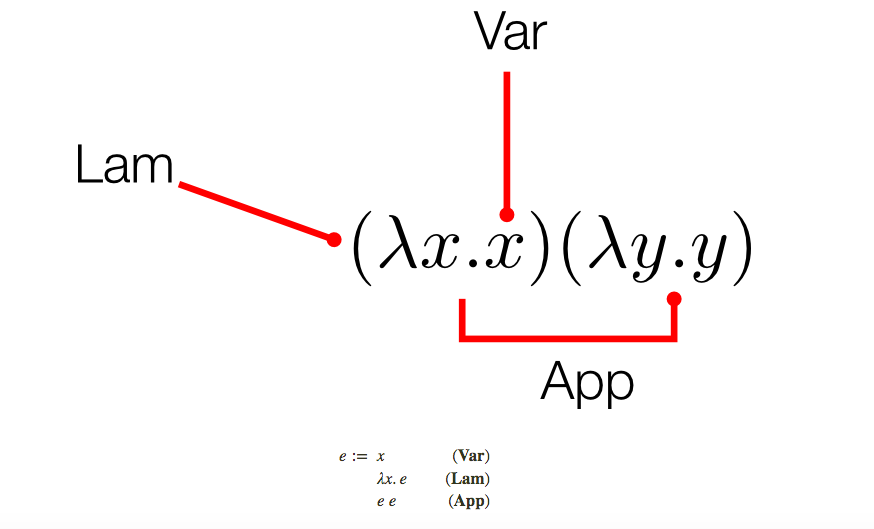 Var
Lam
(λx.x)(λy.y)
App
e := x (Var)
λx. e (Lam)
e e (App)